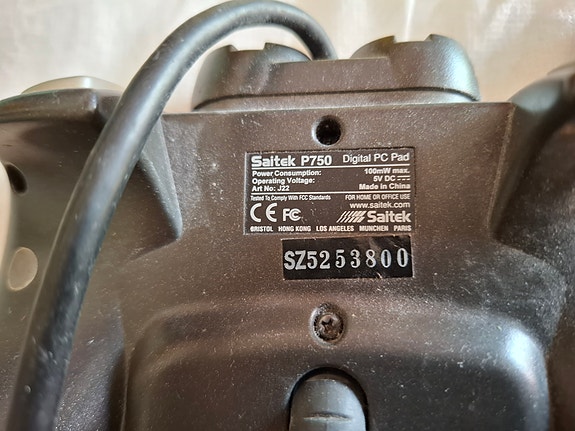 Saitek P750 Digital PC Pad
Power Consumption: 100mW max.
Operating Voltage: 5V DC
Art No: J22 Made in China
Tested To Comply With FCC Standards FOR HOME OR OFFICE USE
www.saitek.com
CE FC Saitek
BRISTOL HONG KONG LOS ANGELES MUNCHEN PARIS
SZ5253800